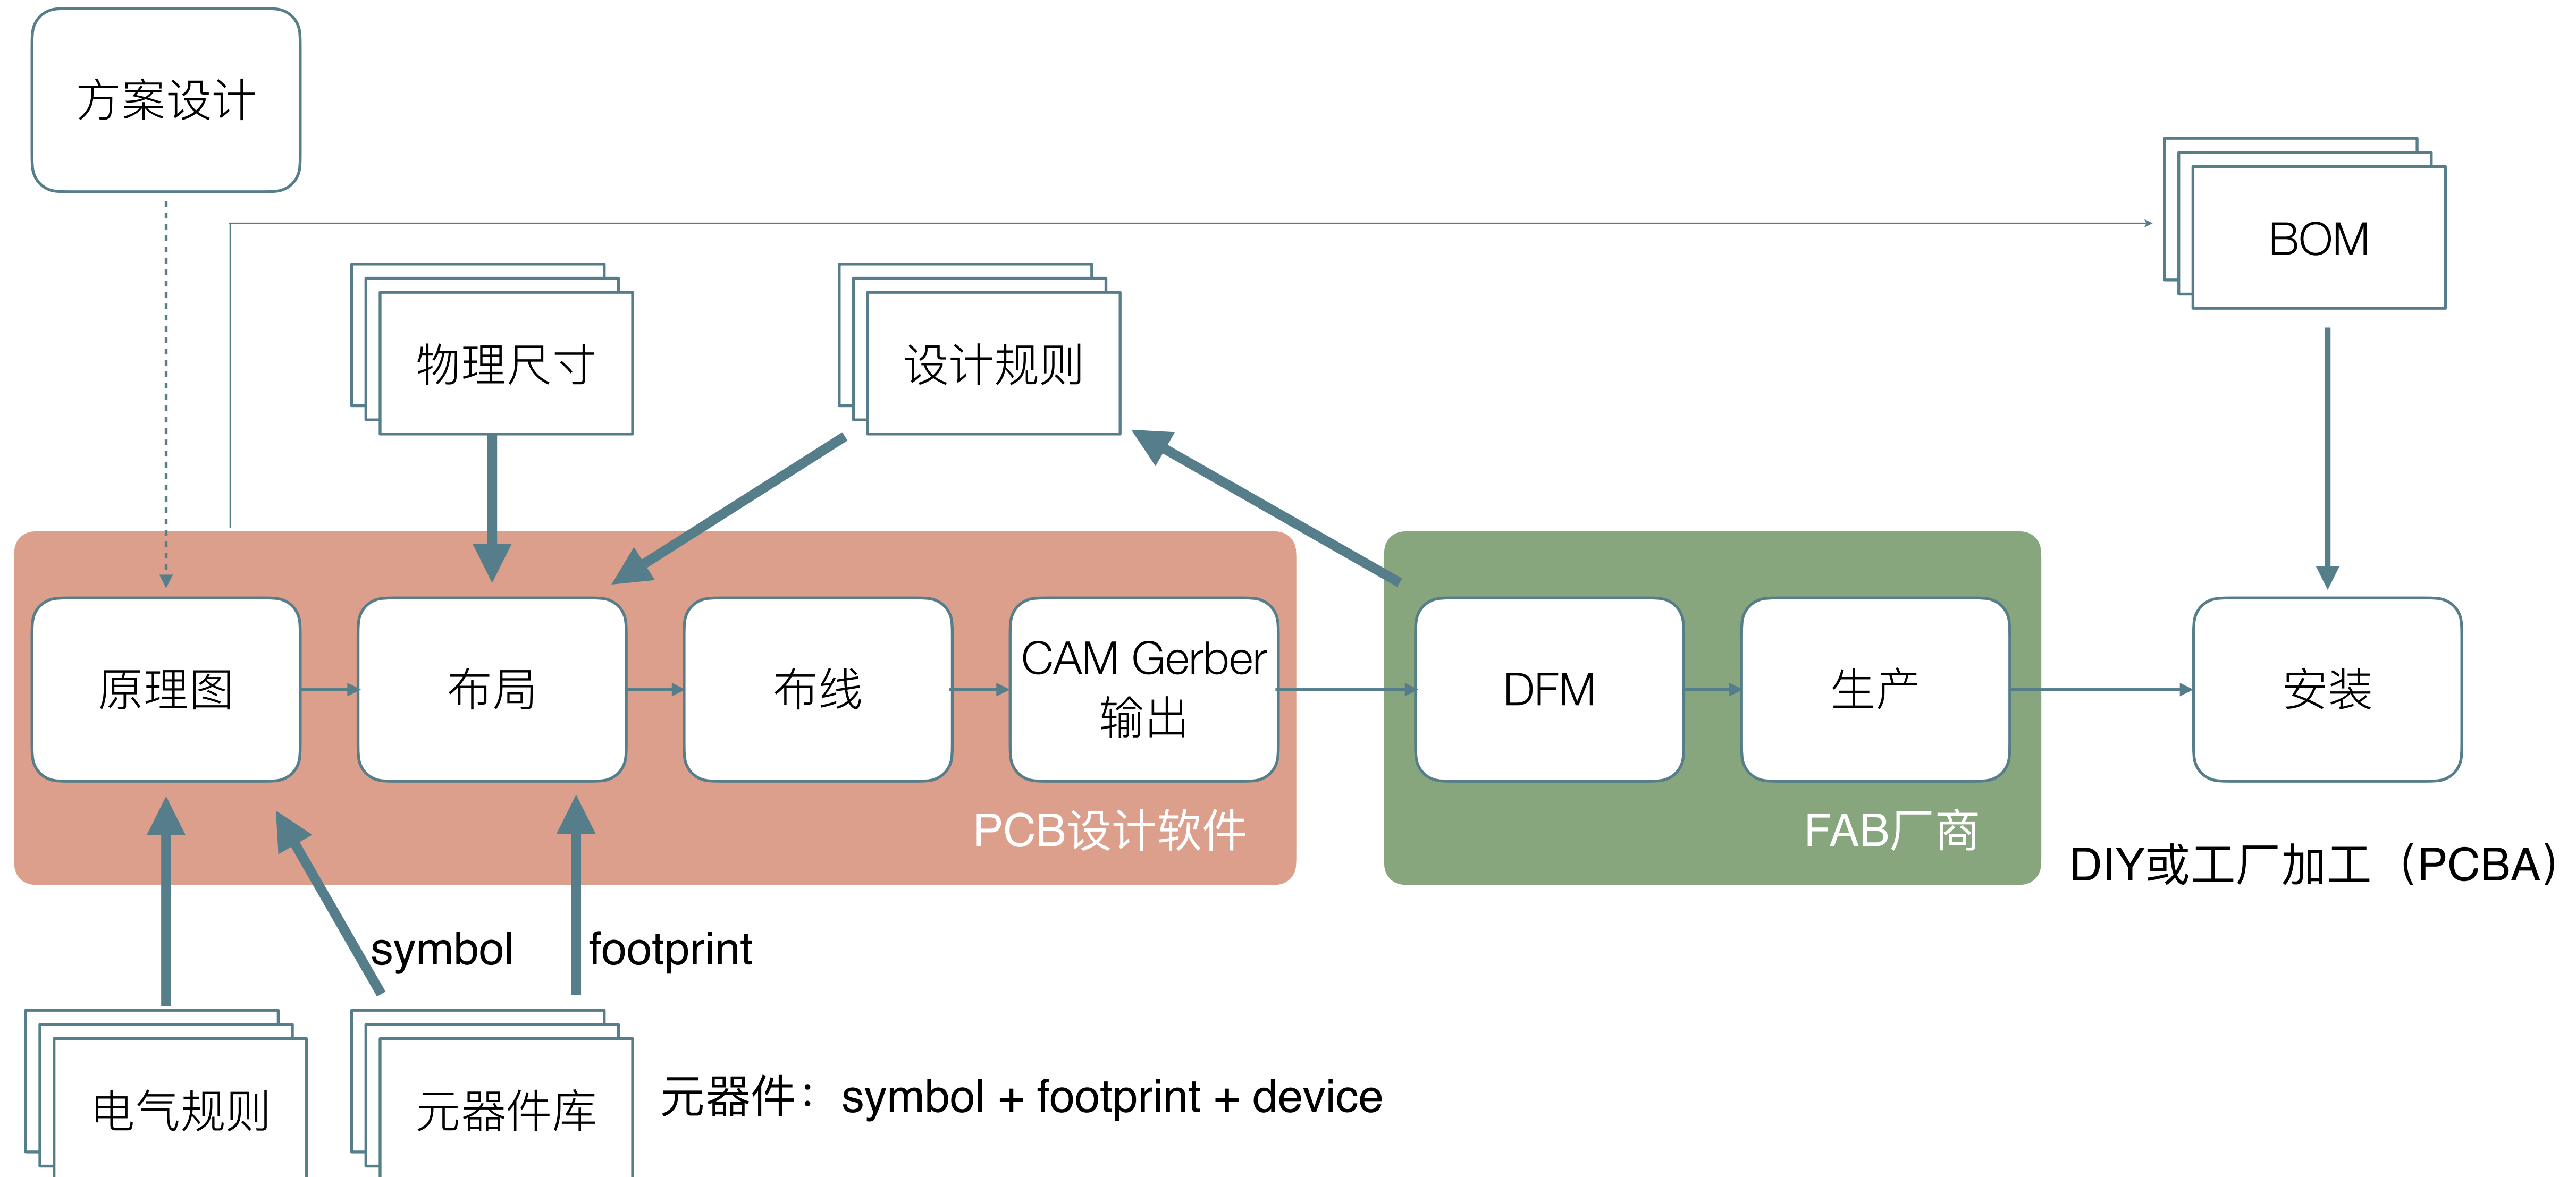 方案设计
BOM
物理尺寸
设计规则
原理图
布局
布线
CAM Gerber
输出
DFM
生产
安装
PCB设计软件
FAB厂商
DIY或工厂加工（PCBA）
symbol
footprint
电气规则
元器件库
元器件：symbol + footprint + device